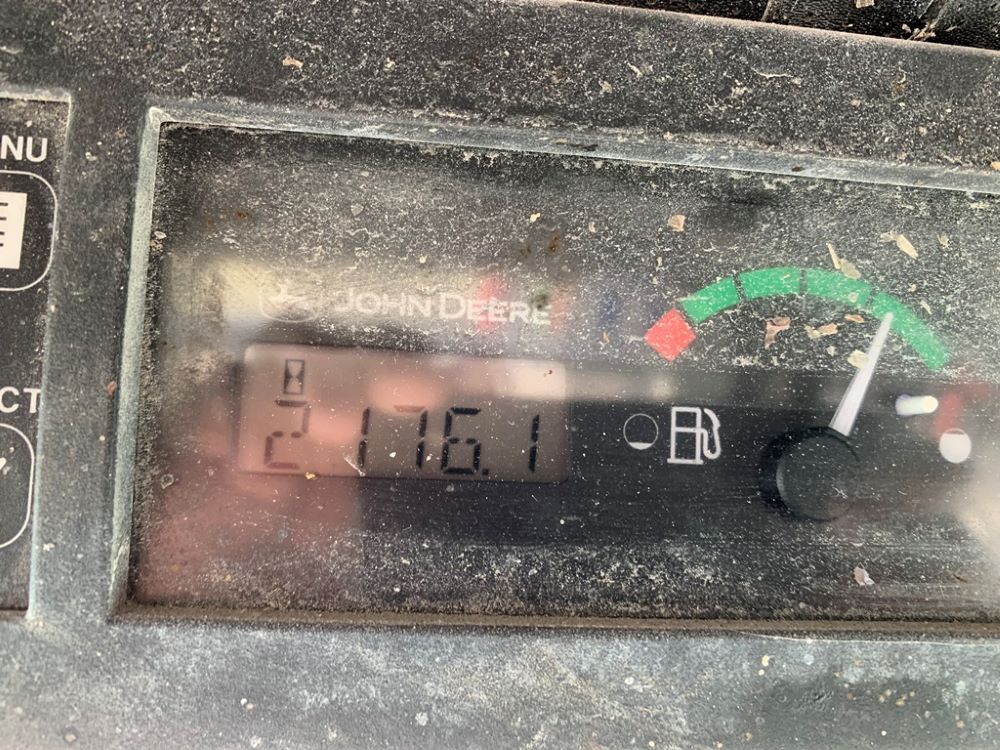 NU
JOHN DEERE
CT
2176.1